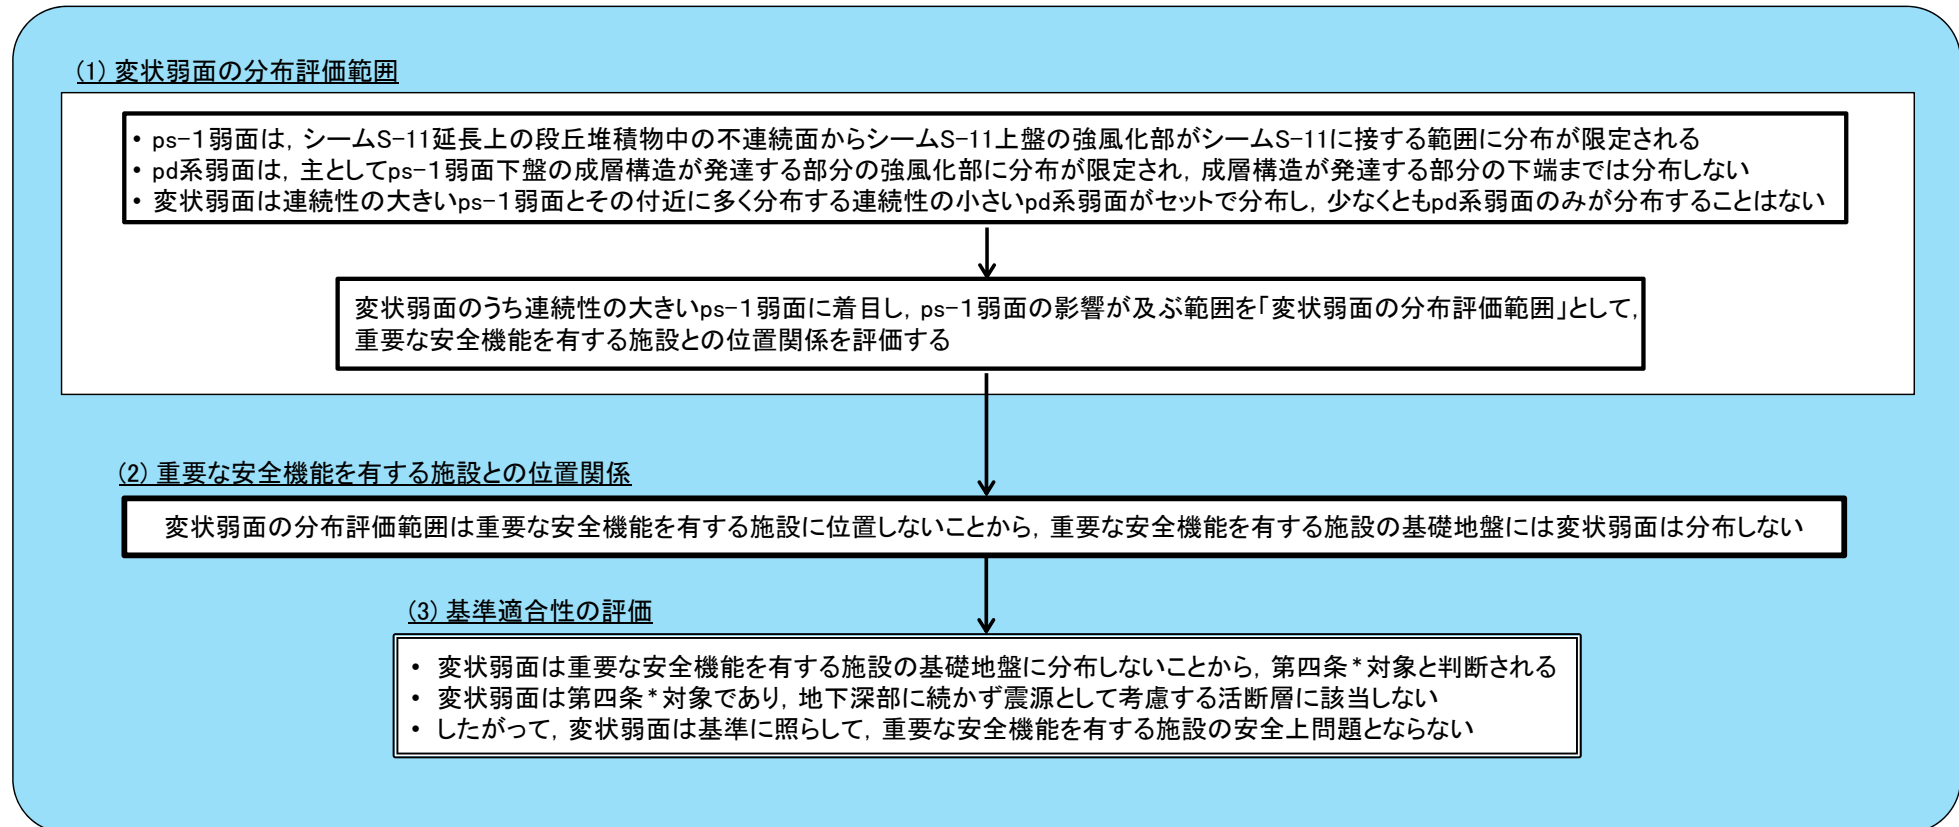 (1) 変状弱面の分布評価範囲
• ps-1弱面は，シームS-11延長上の段丘堆積物中の不連続面からシームS-11上盤の強風化部がシームS-11に接する範囲に分布が限定される
• pd系弱面は，主としてps-1弱面下盤の成層構造が発達する部分の強風化部に分布が限定され，成層構造が発達する部分の下端までは分布しない
• 変状弱面は連続性の大きいps-1弱面とその付近に多く分布する連続性の小さいpd系弱面がセットで分布し，少なくともpd系弱面のみが分布することはない
変状弱面のうち連続性の大きいps-1弱面に着目し，ps-1弱面の影響が及ぶ範囲を「変状弱面の分布評価範囲」として，
重要な安全機能を有する施設との位置関係を評価する
(2) 重要な安全機能を有する施設との位置関係
変状弱面の分布評価範囲は重要な安全機能を有する施設に位置しないことから，重要な安全機能を有する施設の基礎地盤には変状弱面は分布しない
(3) 基準適合性の評価
• 変状弱面は重要な安全機能を有する施設の基礎地盤に分布しないことから，第四条*対象と判断される
• 変状弱面は第四条*対象であり，地下深部に続かず震源として考慮する活断層に該当しない
• したがって，変状弱面は基準に照らして，重要な安全機能を有する施設の安全上問題とならない